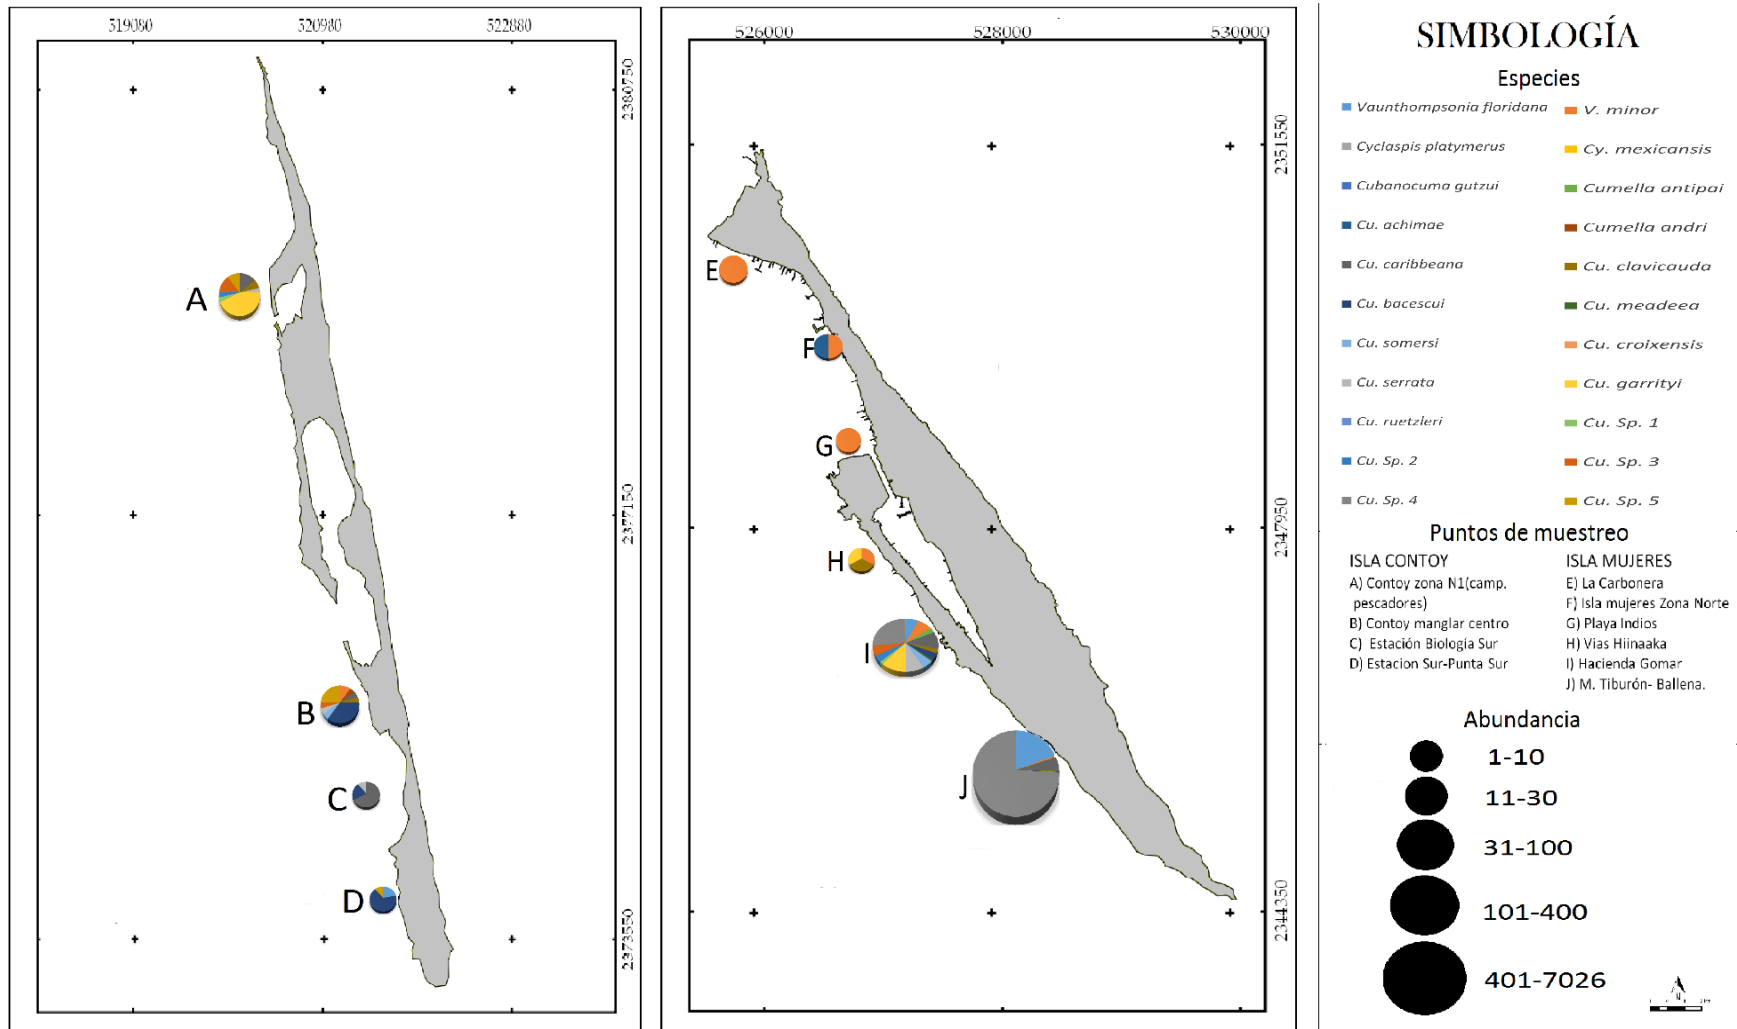 519080 320980 522880
2380750
2377150
2373550
A
B
C
D
526000 528000 530000
2351550
2347950
2344350
E
F
G
H
I
J
SIMBOLOGÍA
Especies
Vaunthompsonia floridana V. minor
Cyclaspis platymerus Cy. mexicansis
Cubanocuma gutzui Cumella antipai
Cu. achimae Cumella andri
Cu. caribbeana Cu. clavicauda
Cu. bacescui Cu. meadeea
Cu. somersi Cu. croixensis
Cu. serrata Cu. garrityi
Cu. ruetzleri Cu. Sp. 1
Cu. Sp. 2 Cu. Sp. 3
Cu. Sp. 4 Cu. Sp. 5
Puntos de muestreo
ISLA CONTOY
A) Contoy zona N1(camp.
pescadores)
B) Contoy manglar centro
C) Estación Biología Sur
D) Estacion Sur-Punta Sur
ISLA MUJERES
E) La Carbonera
F) Isla mujeres Zona Norte
G) Playa Indios
H) Vias Hiinaaka
I) Hacienda Gomar
J) M. Tiburón- Ballena.
Abundancia
1-10
11-30
31-100
101-400
401-7026
N